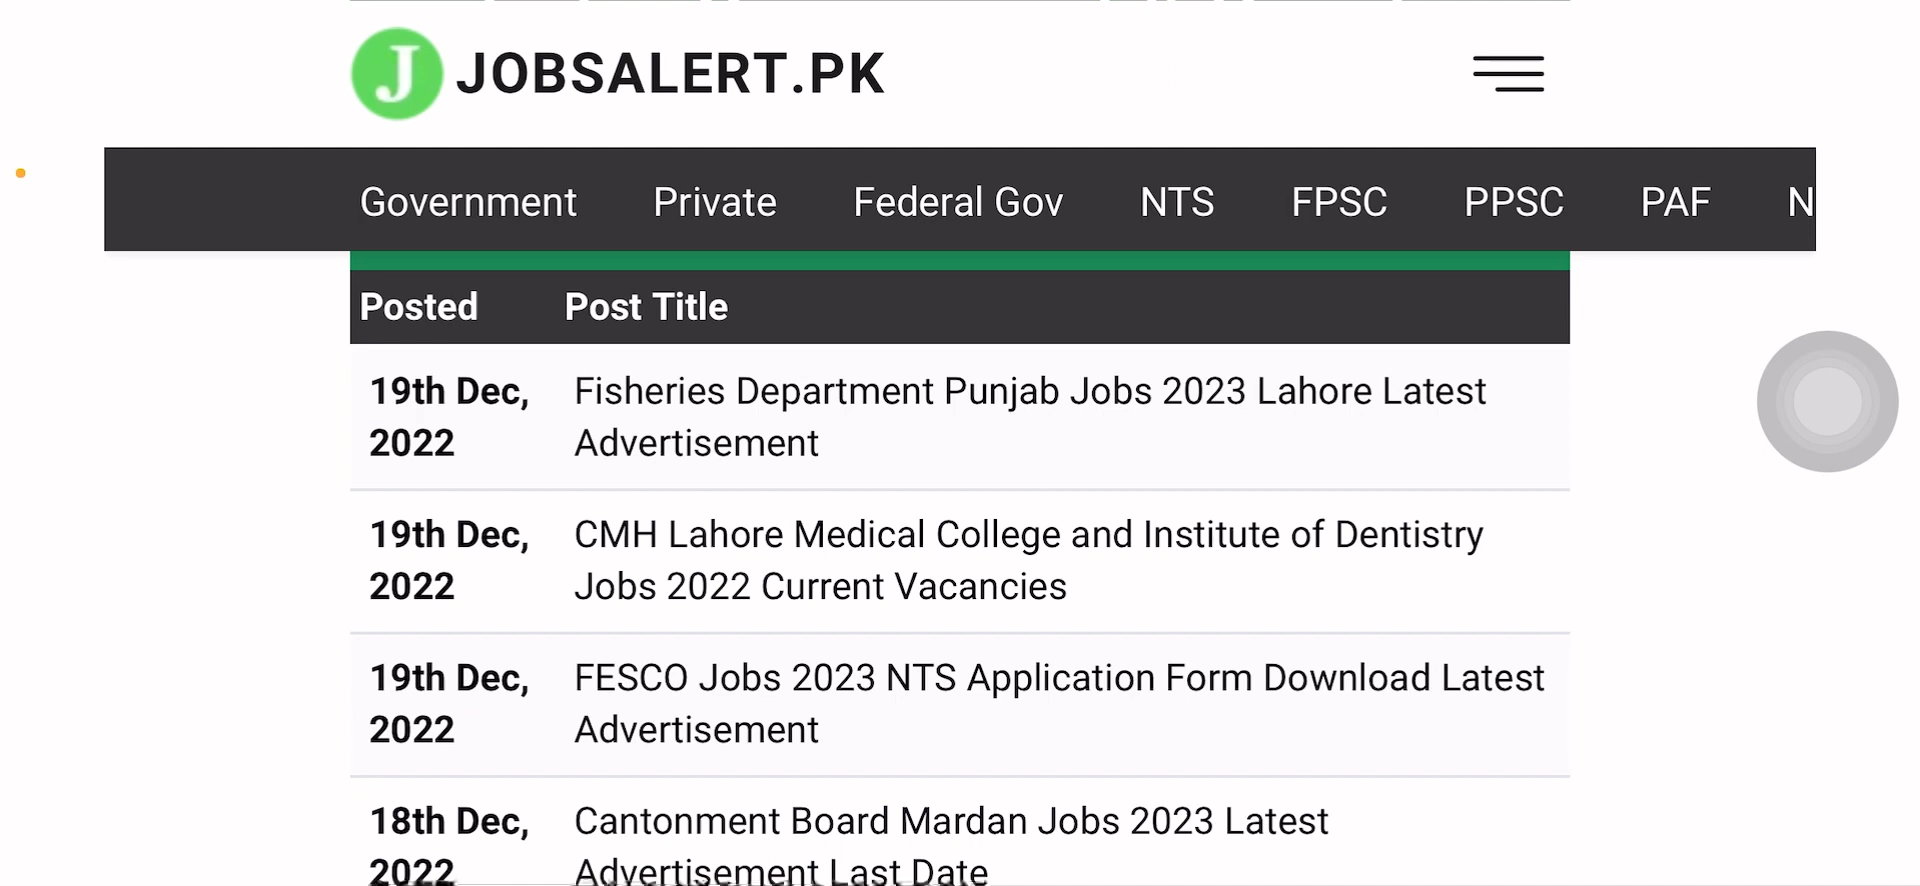 J JOBSALERT.PK
Government Private Federal Gov NTS FPSC PPSC PAF N
Posted Post Title
19th Dec, Fisheries Department Punjab Jobs 2023 Lahore Latest
2022 Advertisement
19th Dec, CMH Lahore Medical College and Institute of Dentistry
2022 Jobs 2022 Current Vacancies
19th Dec, FESCO Jobs 2023 NTS Application Form Download Latest
2022 Advertisement
18th Dec, Cantonment Board Mardan Jobs 2023 Latest
2022 Advertisement Last Date